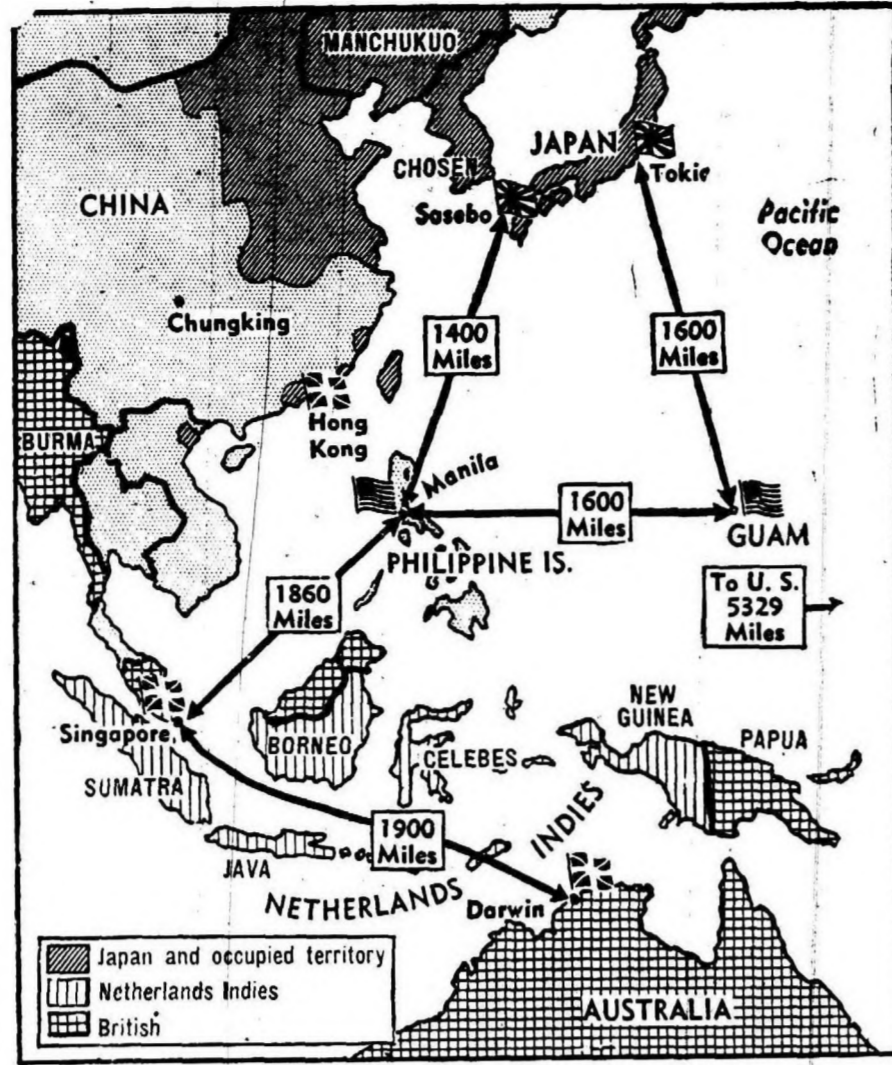 MANCHUKUO
JAPAN
CHOSEN
Tokio
Sasebo
CHINA
Pacific
Ocean
Chungking
1400
Miles
1600
Miles
Hong
Kong
BURMA
Manila
1600
Miles
GUAM
PHILIPPINE IS.
1860
Miles
To U. S.
5329
Miles
NEW
GUINEA
PAPUA
Singapore
BORNEO
CELEBES
SUMATRA
INDIES
1900
Miles
JAVA
NETHERLANDS
Darwin
Japan and occupied territory
Netherlands Indies
British
AUSTRALIA